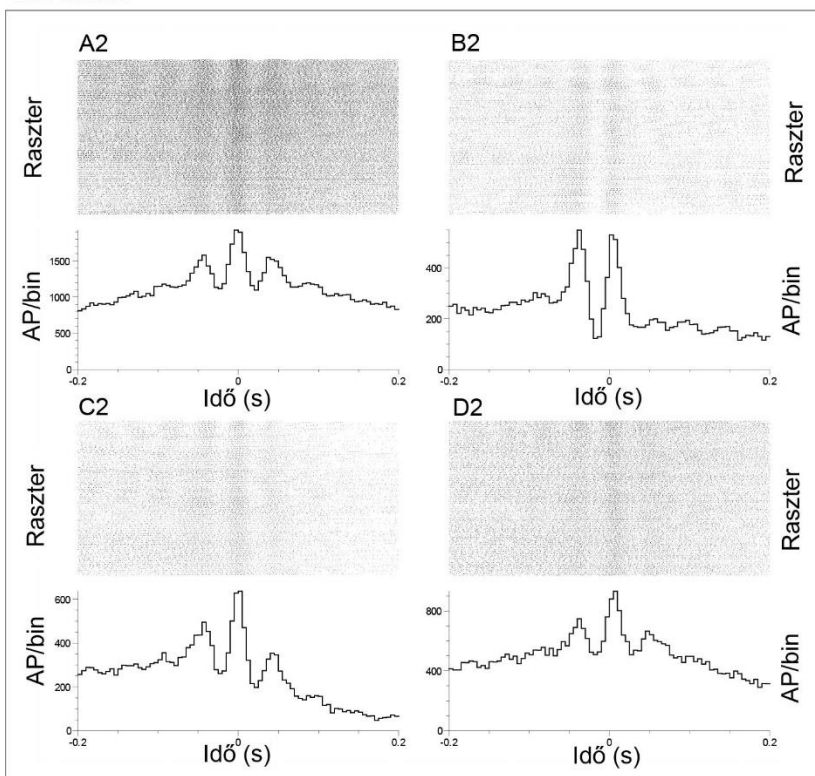 A2
B2
Raszter
Raszter
1500
1000
500
0
AP/bin
400
200
0
AP/bin
-0.2
0
0.2
Idő (s)
-0.2
0
0.2
Idő (s)
C2
D2
Raszter
Raszter
600
400
200
0
AP/bin
800
400
0
AP/bin
-0.2
0
0.2
Idő (s)
-0.2
0
0.2
Idő (s)